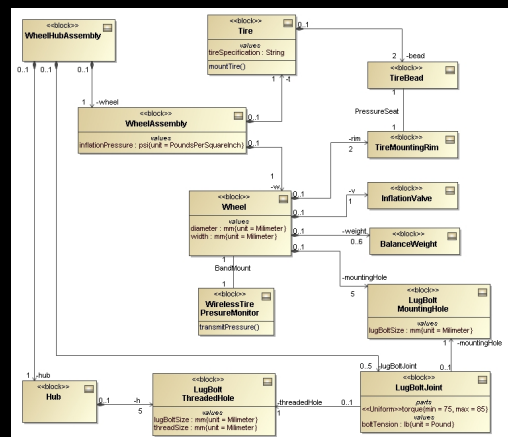 <<block>>
WheelHubAssembly
0..1
0..1
0..1
<<block>>
Tire
values
tireSpecification : String
mountTire()
0..1
2
-bead
<<block>>
TireBead
1
PressureSeat
1
<<block>>
TireMountingRim
1
-t
1
-wheel
<<block>>
WheelAssembly
values
inflationPressure : psi{unit = PoundsPerSquareInch}
0..1
0..1
1
-w
-rim
2
<<block>>
Wheel
values
diameter : mm{unit = Milimeter}
width : mm{unit = Milimeter}
0..1
0..1
0..1
0..1
-v
1
<<block>>
InflationValve
-weight
0..6
<<block>>
BalanceWeight
1
BandMount
1
<<block>>
WirelessTire
PresureMonitor
transmitPressure()
-mountingHole
5
<<block>>
LugBolt
MountingHole
values
lugBoltSize : mm{unit = Milimeter}
1
-mountingHole
0..1
1
-hub
<<block>>
Hub
0..1
-h
5
<<block>>
LugBolt
ThreadedHole
values
lugBoltSize : mm{unit = Milimeter}
threadSize : mm{unit = Milimeter}
-threadedHole
1
0..1
0..5
-lugBoltJoint
<<block>>
LugBoltJoint
parts
<<Uniform>>torque{min = 75, max = 85}
values
boltTension : lb{unit = Pound}